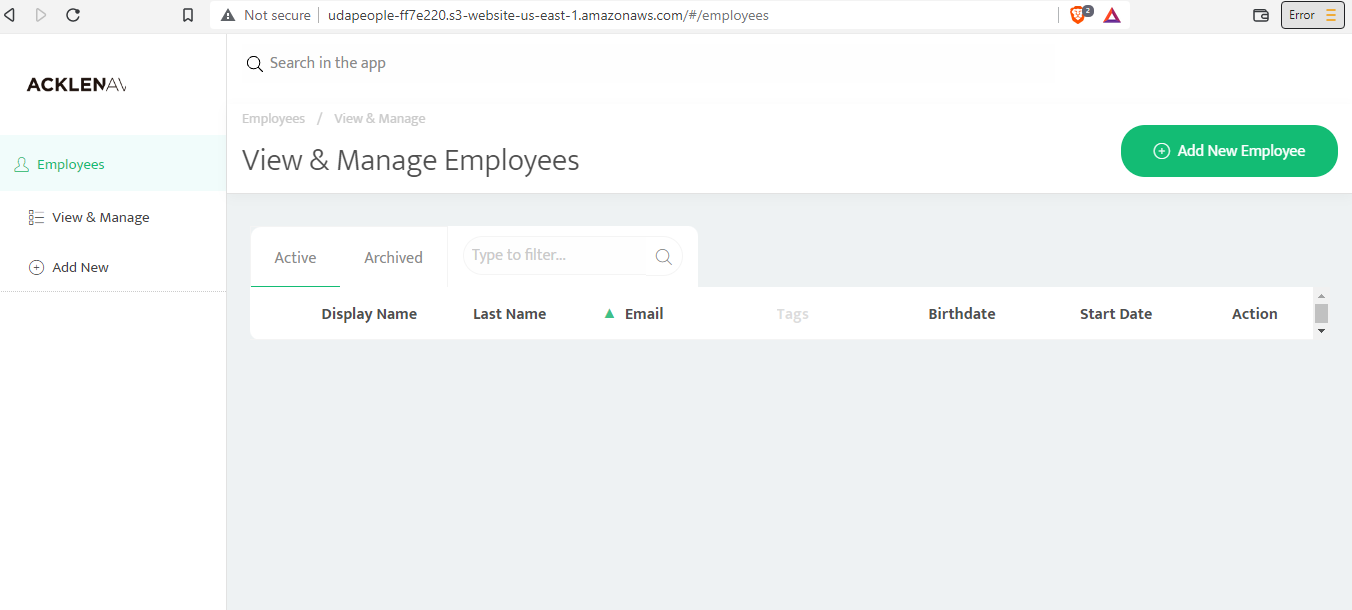 Not secure udapeople-ff7e220.s3-website-us-east-1.amazonaws.com/#/employees 2 Error
Search in the app
ACKLENAV
Employees / View & Manage
View & Manage Employees
Add New Employee
Employees
View & Manage
Add New
Active Archived Type to filter...
Display Name Last Name Email Tags Birthdate Start Date Action